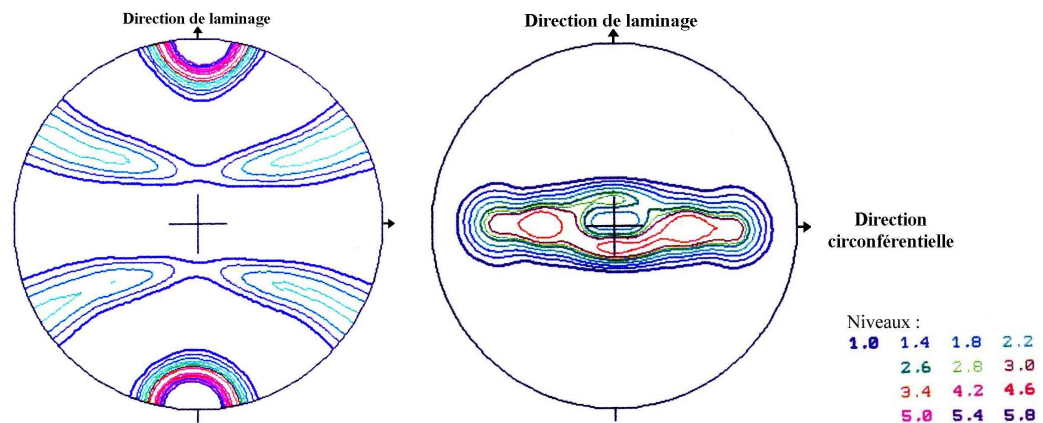 Direction de laminage
Direction de laminage
Direction
circonférentielle
Niveaux :
1.0 1.4 1.8 2.2
2.6 2.8 3.0
3.4 4.2 4.6
5.0 5.4 5.8